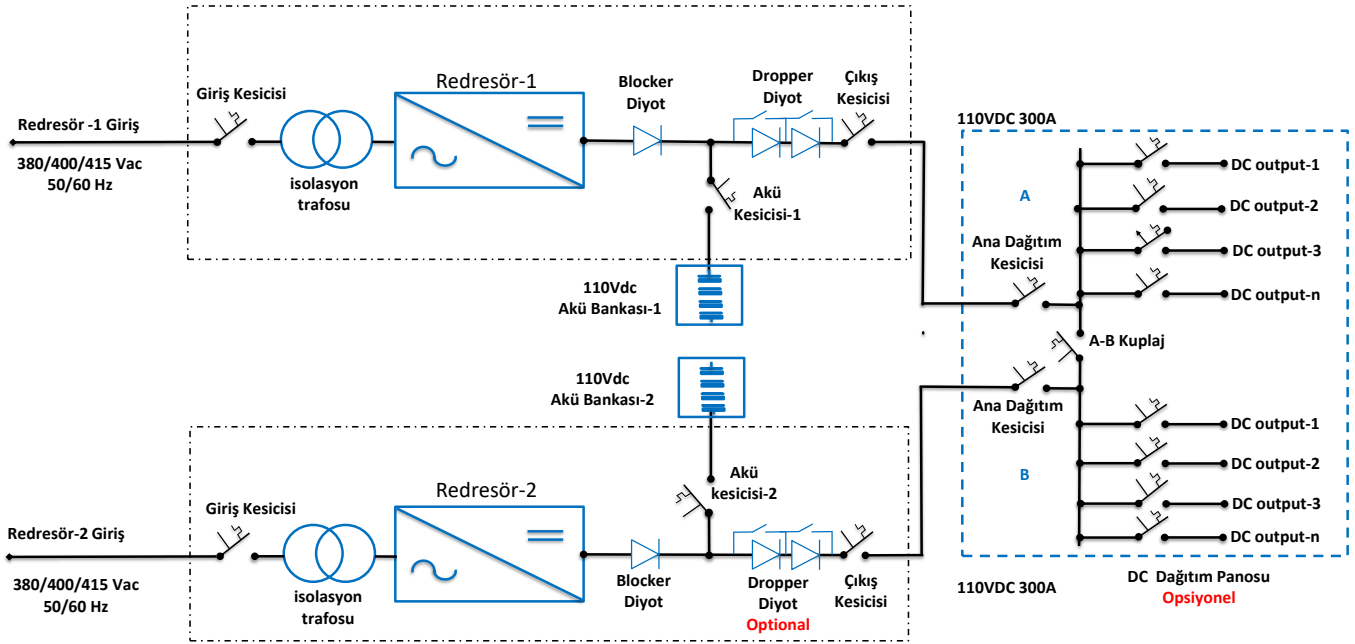 Redresör-1
Blocker
Diyot
Dropper
Diyot
Çıkış
Kesicisi
Giriş Kesicisi
Redresör -1 Giriş
380/400/415 Vac
50/60 Hz
isolasyon
trafosu
Akü
Kesicisi-1
110Vdc
Akü Bankası-1
110VDC 300A
A
DC output-1
DC output-2
DC output-3
DC output-n
Ana Dağıtım
Kesicisi
A-B Kuplaj
110Vdc
Akü Bankası-2
Ana Dağıtım
Kesicisi
B
DC output-1
DC output-2
DC output-3
DC output-n
Akü
kesicisi-2
Redresör-2
Giriş Kesicisi
Redresör-2 Giriş
380/400/415 Vac
50/60 Hz
isolasyon
trafosu
Blocker
Diyot
Dropper
Diyot
Optional
Çıkış
Kesicisi
110VDC 300A
DC Dağıtım Panosu
Opsiyonel